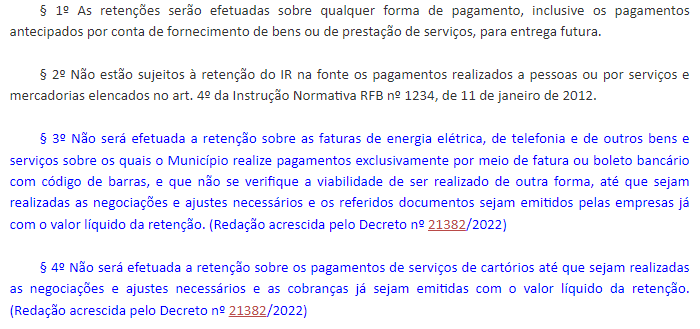 § 1º As retenções serão efetuadas sobre qualquer forma de pagamento, inclusive os pagamentos
antecipados por conta de fornecimento de bens ou de prestação de serviços, para entrega futura.
§ 2º Não estão sujeitos à retenção do IR na fonte os pagamentos realizados a pessoas ou por serviços e
mercadorias elencados no art. 4º da Instrução Normativa RFB nº 1234, de 11 de janeiro de 2012.
§ 3º Não será efetuada a retenção sobre as faturas de energia elétrica, de telefonia e de outros bens e
serviços sobre os quais o Município realize pagamentos exclusivamente por meio de fatura ou boleto bancário
com código de barras, e que não se verifique a viabilidade de ser realizado de outra forma, até que sejam
realizadas as negociações e ajustes necessários e os referidos documentos sejam emitidos pelas empresas já
com o valor líquido da retenção. (Redação acrescida pelo Decreto nº 21382/2022)
§ 4º Não será efetuada a retenção sobre os pagamentos de serviços de cartórios até que sejam realizadas
as negociações e ajustes necessários e as cobranças já sejam emitidas com o valor líquido da retenção.
(Redação acrescida pelo Decreto nº 21382/2022)